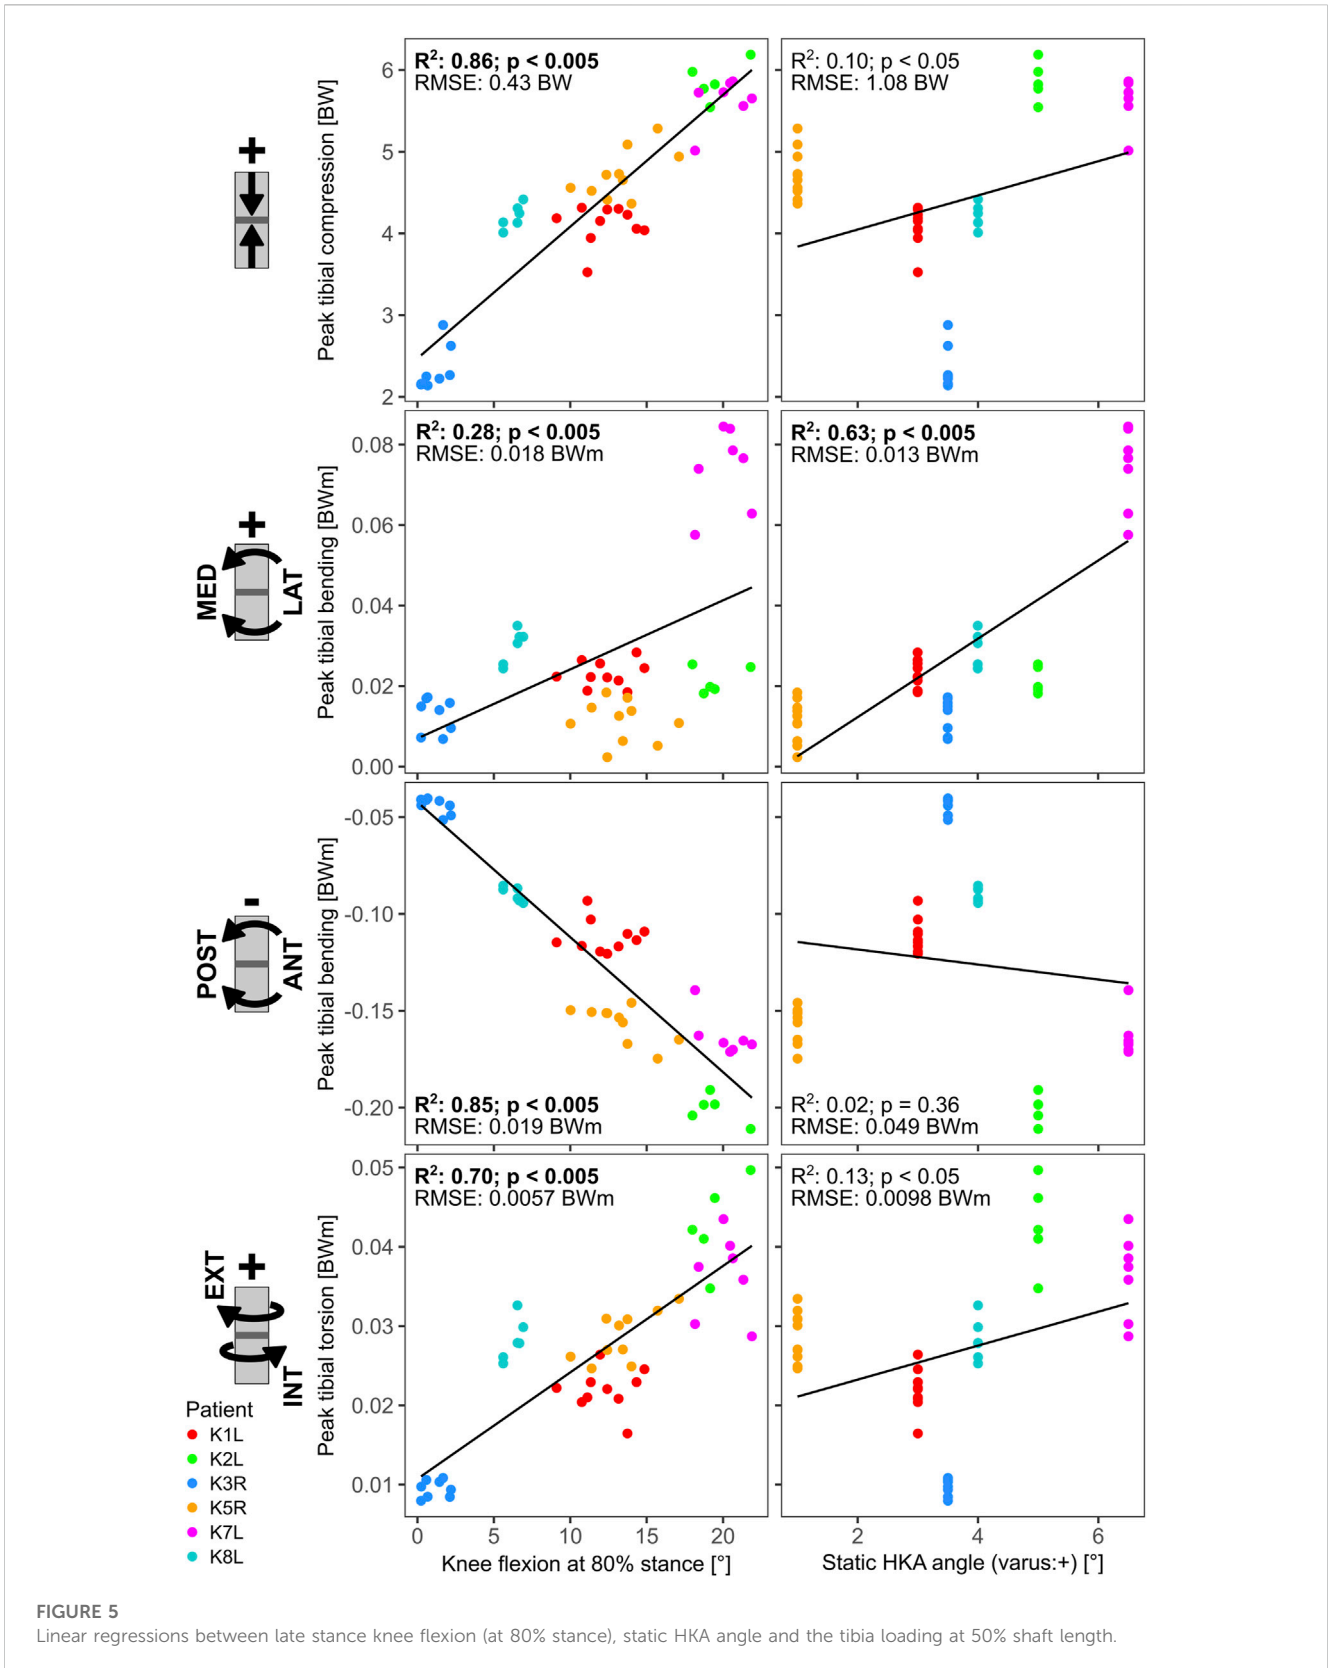 R²: 0.86; p < 0.005
RMSE: 0.43 BW
R²: 0.10; p < 0.05
RMSE: 1.08 BW
+
Peak tibial compression [BW]
6
5
4
3
2
R²: 0.28; p < 0.005
RMSE: 0.018 BWm
R²: 0.63; p < 0.005
RMSE: 0.013 BWm
+
MED
LAT
Peak tibial bending [BWm]
0.08
0.06
0.04
0.02
0.00
-
POST
ANT
Peak tibial bending [BWm]
-0.05
-0.10
-0.15
-0.20
R²: 0.85; p < 0.005
RMSE: 0.019 BWm
R²: 0.02; p = 0.36
RMSE: 0.049 BWm
R²: 0.70; p < 0.005
RMSE: 0.0057 BWm
R²: 0.13; p < 0.05
RMSE: 0.0098 BWm
EXT
+
INT
Peak tibial torsion [BWm]
0.05
0.04
0.03
0.02
0.01
Patient
K1L
K2L
K3R
K5R
K7L
K8L
0 5 10 15 20
Knee flexion at 80% stance [°]
2 4 6
Static HKA angle (varus:+) [°]
FIGURE 5
Linear regressions between late stance knee flexion (at 80% stance), static HKA angle and the tibia loading at 50% shaft length.